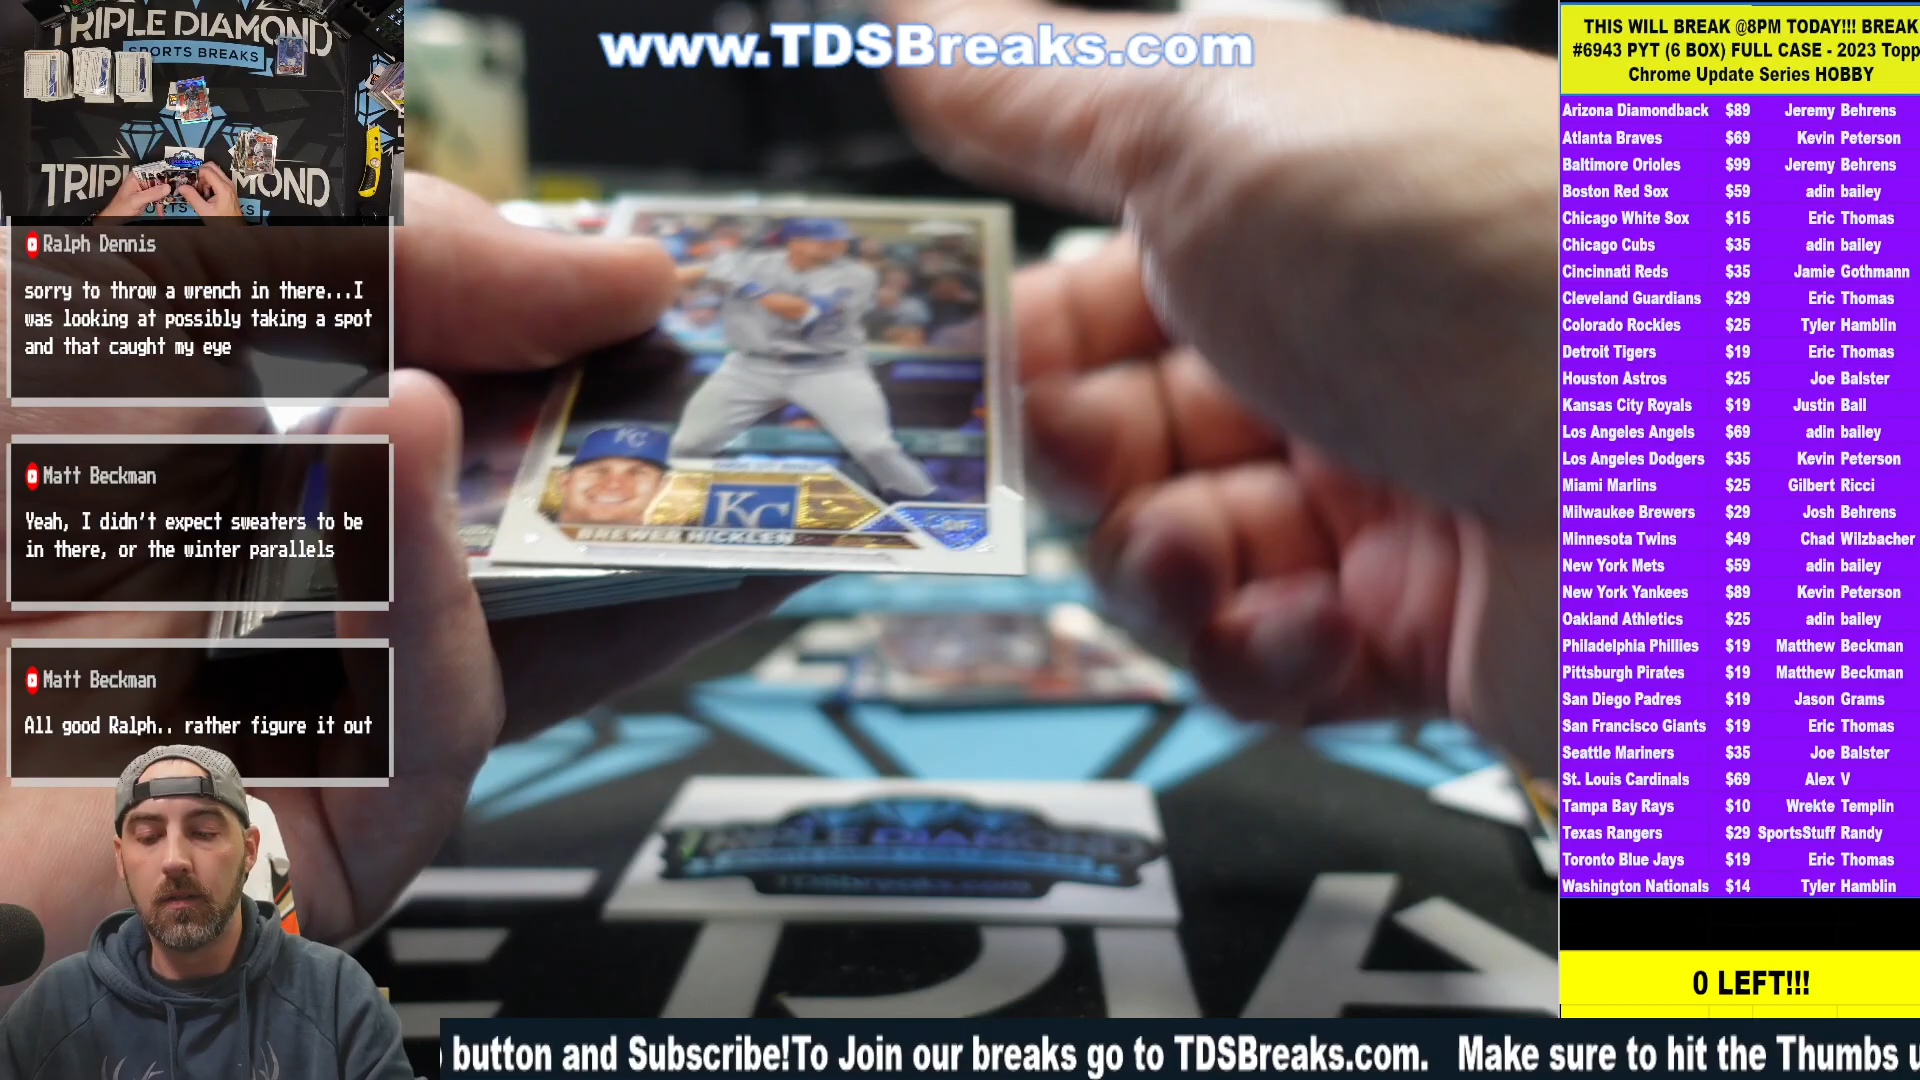 TRIPLE DIAMOND
SPORTS BREAKS
www.TDSBreaks.com
Ralph Dennis
sorry to throw a wrench in there...I
was looking at possibly taking a spot
and that caught my eye
Matt Beckman
Yeah, I didn't expect sweaters to be
in there, or the winter parallels
Matt Beckman
All good Ralph.. rather figure it out
KC
KC
OF
BREWER HICKLEN
TRIPLE DIAMOND
TDSbreaks.com
THIS WILL BREAK @8PM TODAY!!! BREAK
#6943 PYT (6 BOX) FULL CASE - 2023 Topp
Chrome Update Series HOBBY
Arizona Diamondback $89 Jeremy Behrens
Atlanta Braves $69 Kevin Peterson
Baltimore Orioles $99 Jeremy Behrens
Boston Red Sox $59 adin bailey
Chicago White Sox $15 Eric Thomas
Chicago Cubs $35 adin bailey
Cincinnati Reds $35 Jamie Gothmann
Cleveland Guardians $29 Eric Thomas
Colorado Rockies $25 Tyler Hamblin
Detroit Tigers $19 Eric Thomas
Houston Astros $25 Joe Balster
Kansas City Royals $19 Justin Ball
Los Angeles Angels $69 adin bailey
Los Angeles Dodgers $35 Kevin Peterson
Miami Marlins $25 Gilbert Ricci
Milwaukee Brewers $29 Josh Behrens
Minnesota Twins $49 Chad Wilzbacher
New York Mets $59 adin bailey
New York Yankees $89 Kevin Peterson
Oakland Athletics $25 adin bailey
Philadelphia Phillies $19 Matthew Beckman
Pittsburgh Pirates $19 Matthew Beckman
San Diego Padres $19 Jason Grams
San Francisco Giants $19 Eric Thomas
Seattle Mariners $35 Joe Balster
St. Louis Cardinals $69 Alex V
Tampa Bay Rays $10 Wrekte Templin
Texas Rangers $29 SportsStuff Randy
Toronto Blue Jays $19 Eric Thomas
Washington Nationals $14 Tyler Hamblin
0 LEFT!!!
button and Subscribe!To Join our breaks go to TDSBreaks.com. Make sure to hit the Thumbs u